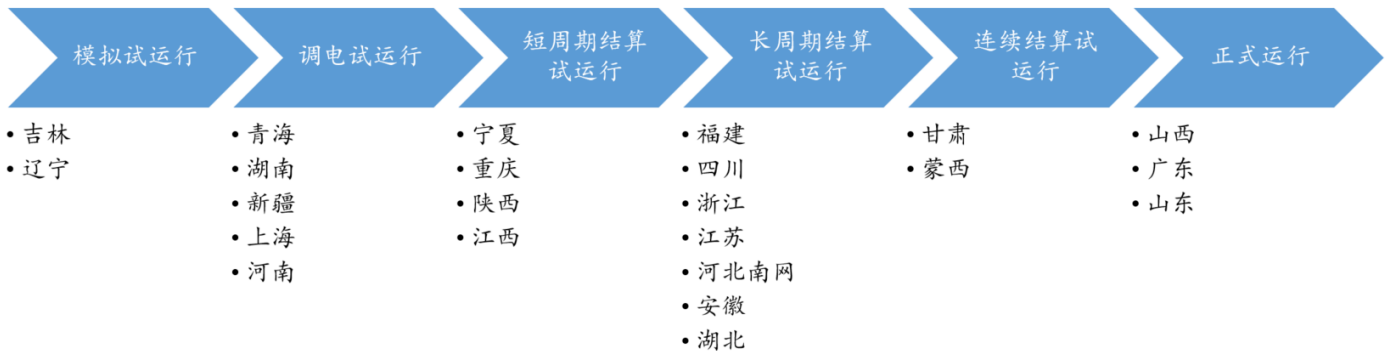 模拟试运行
• 吉林
• 辽宁
调电试运行
• 青海
• 湖南
• 新疆
• 上海
• 河南
短周期结算
试运行
• 宁夏
• 重庆
• 陕西
• 江西
长周期结算
试运行
• 福建
• 四川
• 浙江
• 江苏
• 河北南网
• 安徽
• 湖北
连续结算试
运行
• 甘肃
• 蒙西
正式运行
• 山西
• 广东
• 山东